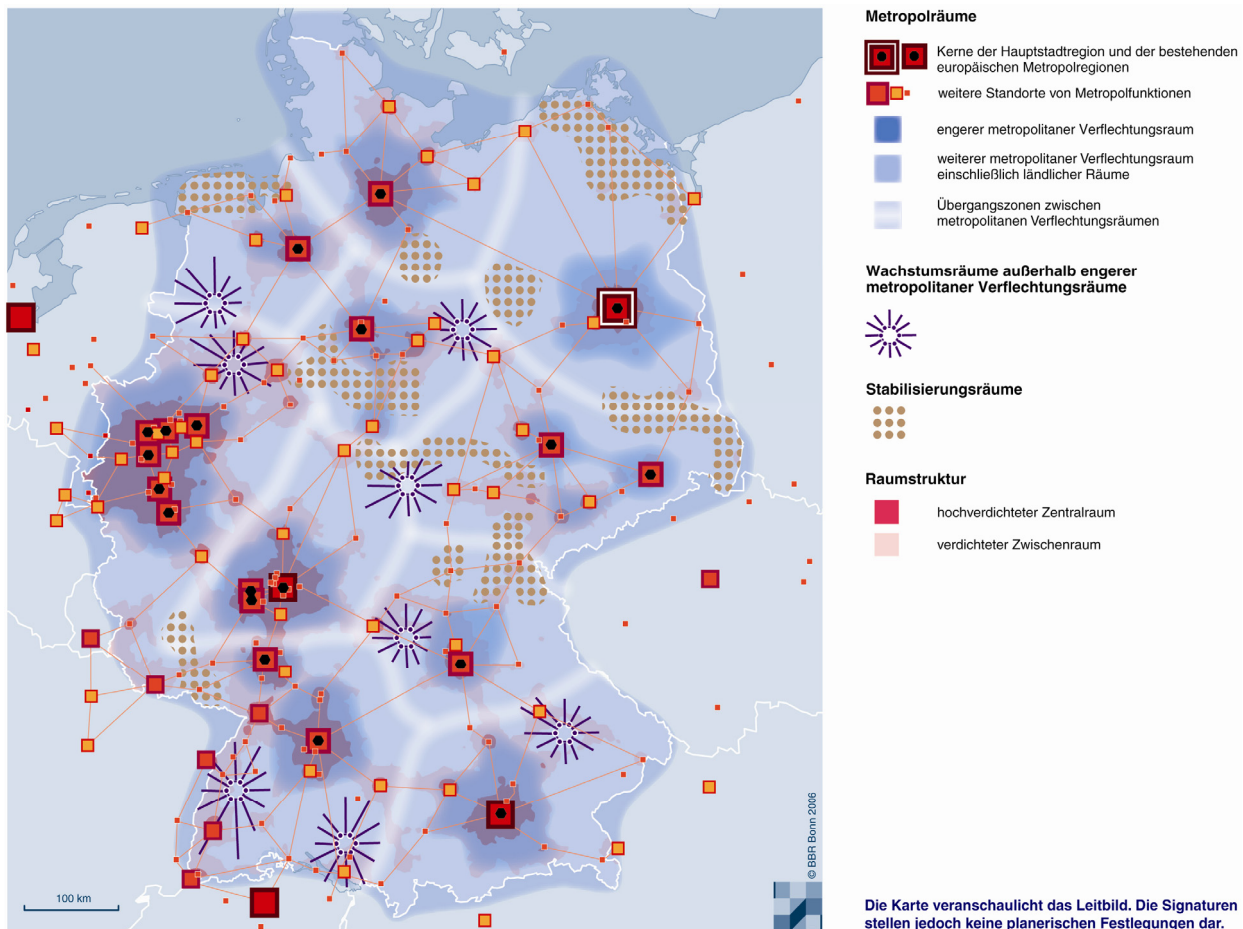 Metropolräume
Kerne der Hauptstadtregion und der bestehenden
europäischen Metropolregionen
weitere Standorte von Metropolfunktionen
engerer metropolitaner Verflechtungsraum
weiterer metropolitaner Verflechtungsraum
einschließlich ländlicher Räume
Übergangszonen zwischen
metropolitanen Verflechtungsräumen
Wachstumsräume außerhalb engerer
metropolitaner Verflechtungsräume
Stabilisierungsräume
Raumstruktur
hochverdichteter Zentralraum
verdichteter Zwischenraum
100 km
© BBR Bonn 2006
Die Karte veranschaulicht das Leitbild. Die Signaturen
stellen jedoch keine planerischen Festlegungen dar.